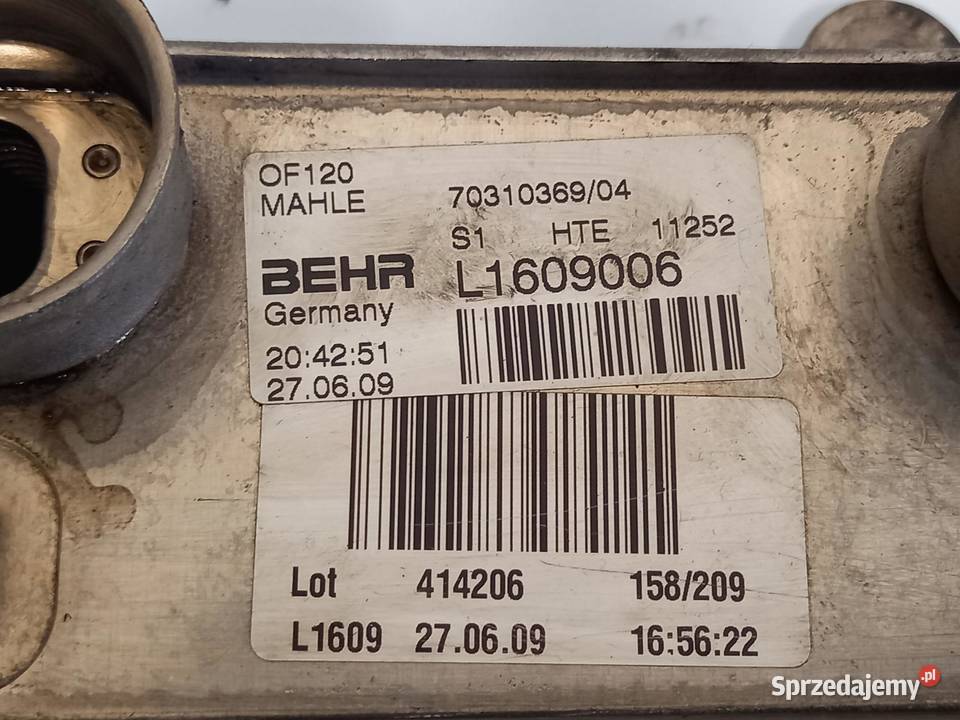 OF120
MAHLE 70310369/04
S1 HTE 11252
BEHR L1609006
Germany
20:42:51
27.06.09
Lot 414206 158/209
L1609 27.06.09 16:56:22
Sprzedajemy.pl